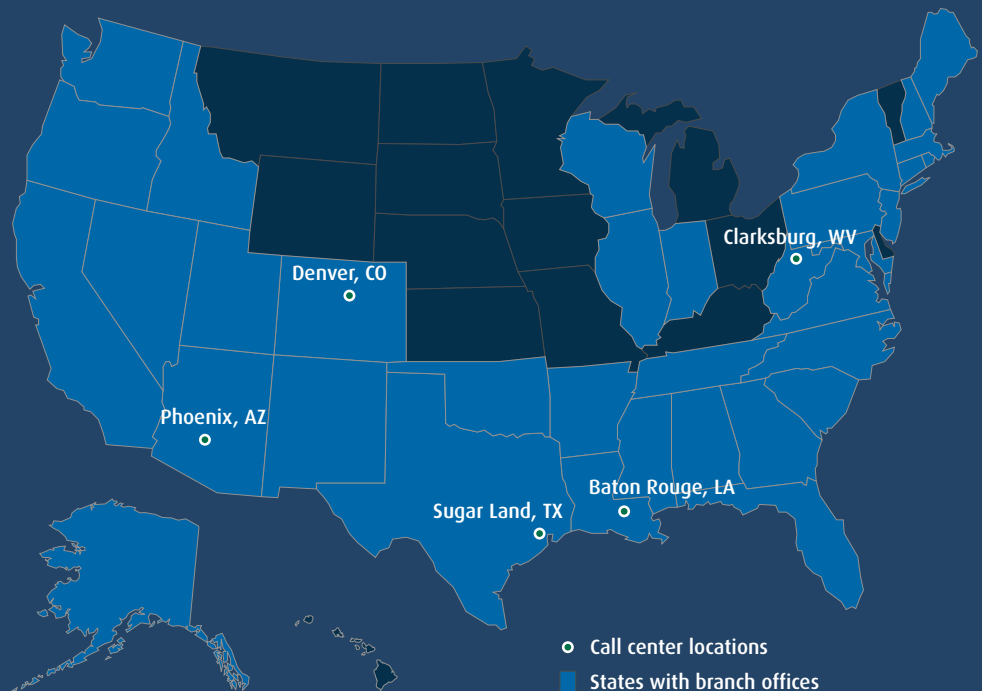 Clarksburg, WV
Denver, CO
Phoenix, AZ
Baton Rouge, LA
Sugar Land, TX
Call center locations
States with branch offices